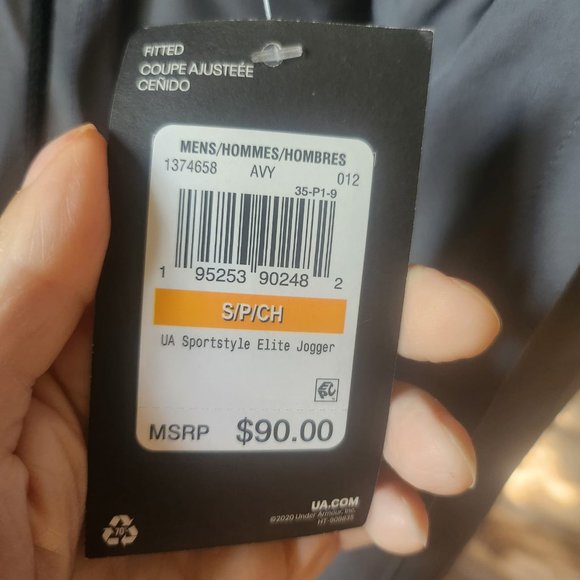 FITTED
COUPE AJUSTEÉE
CEÑIDO
MENS/HOMMES/HOMBRES
1374658 AVY 012
35-P1-9
1 95253 90248 2
S/P/CH
UA Sportstyle Elite Jogger
MSRP $90.00
UA.COM
©2020 Under Armour, Inc.
70%